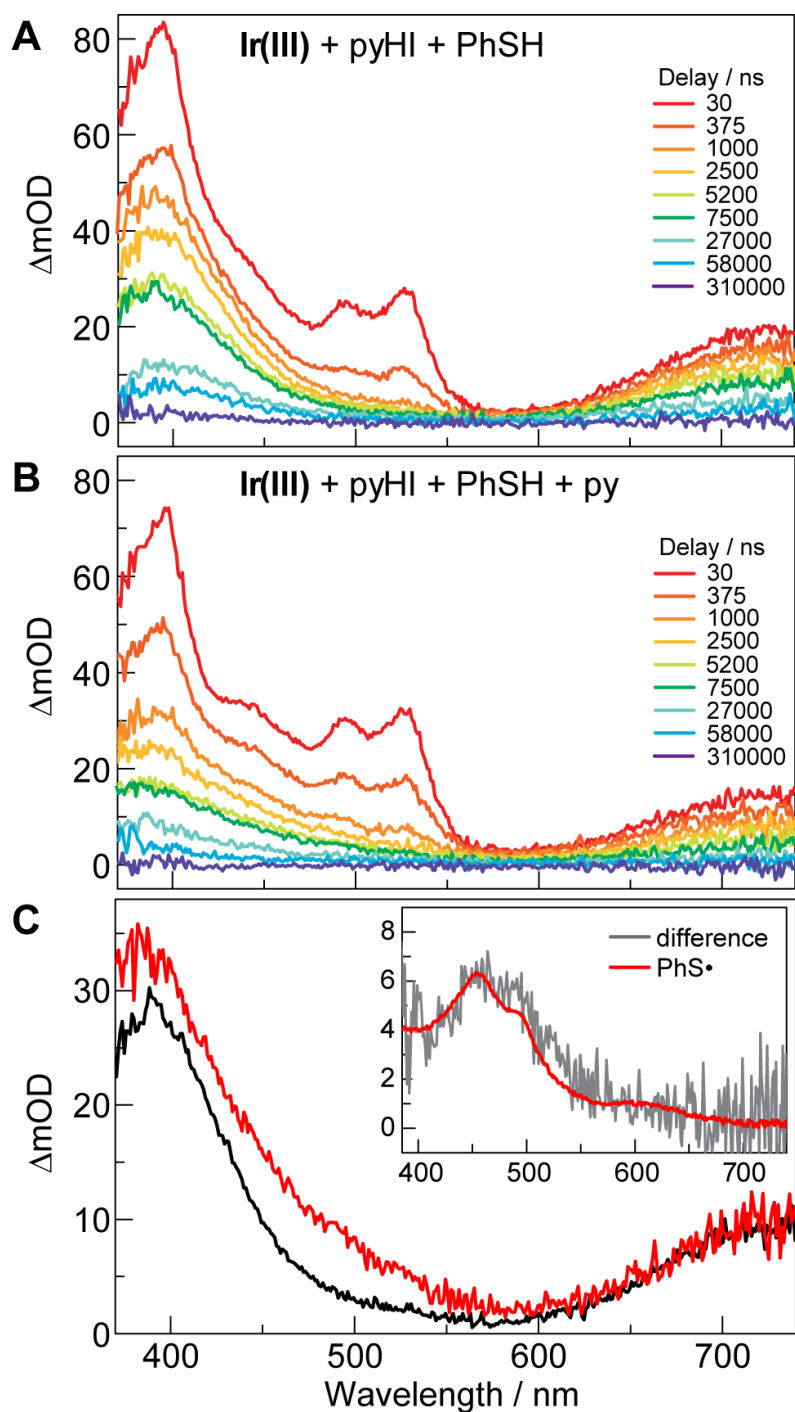 A
Ir(III) + pyHI + PhSH
Delay / ns
30
375
1000
2500
5200
7500
27000
58000
310000
80
60
40
20
0
ΔmOD
B
Ir(III) + pyHI + PhSH + py
Delay / ns
30
375
1000
2500
5200
7500
27000
58000
310000
80
60
40
20
0
ΔmOD
C
difference
PhS•
8
6
4
2
0
400 500 600 700
30
20
10
0
ΔmOD
400 500 600 700
Wavelength / nm